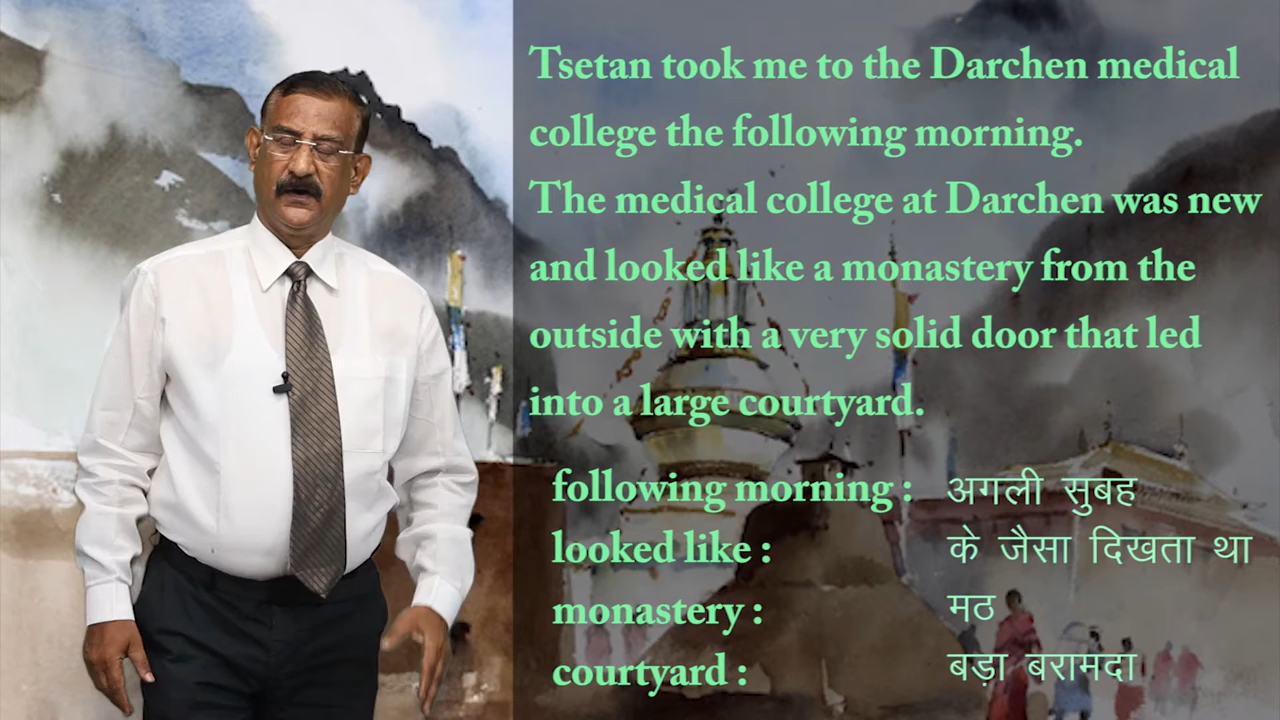 Tsetan took me to the Darchen medical
college the following morning.
The medical college at Darchen was new
and looked like a monastery from the
outside with a very solid door that led
into a large courtyard.
following morning : अगली सुबह
looked like : के जैसा दिखता था
monastery : मठ
courtyard : बड़ा बरामदा